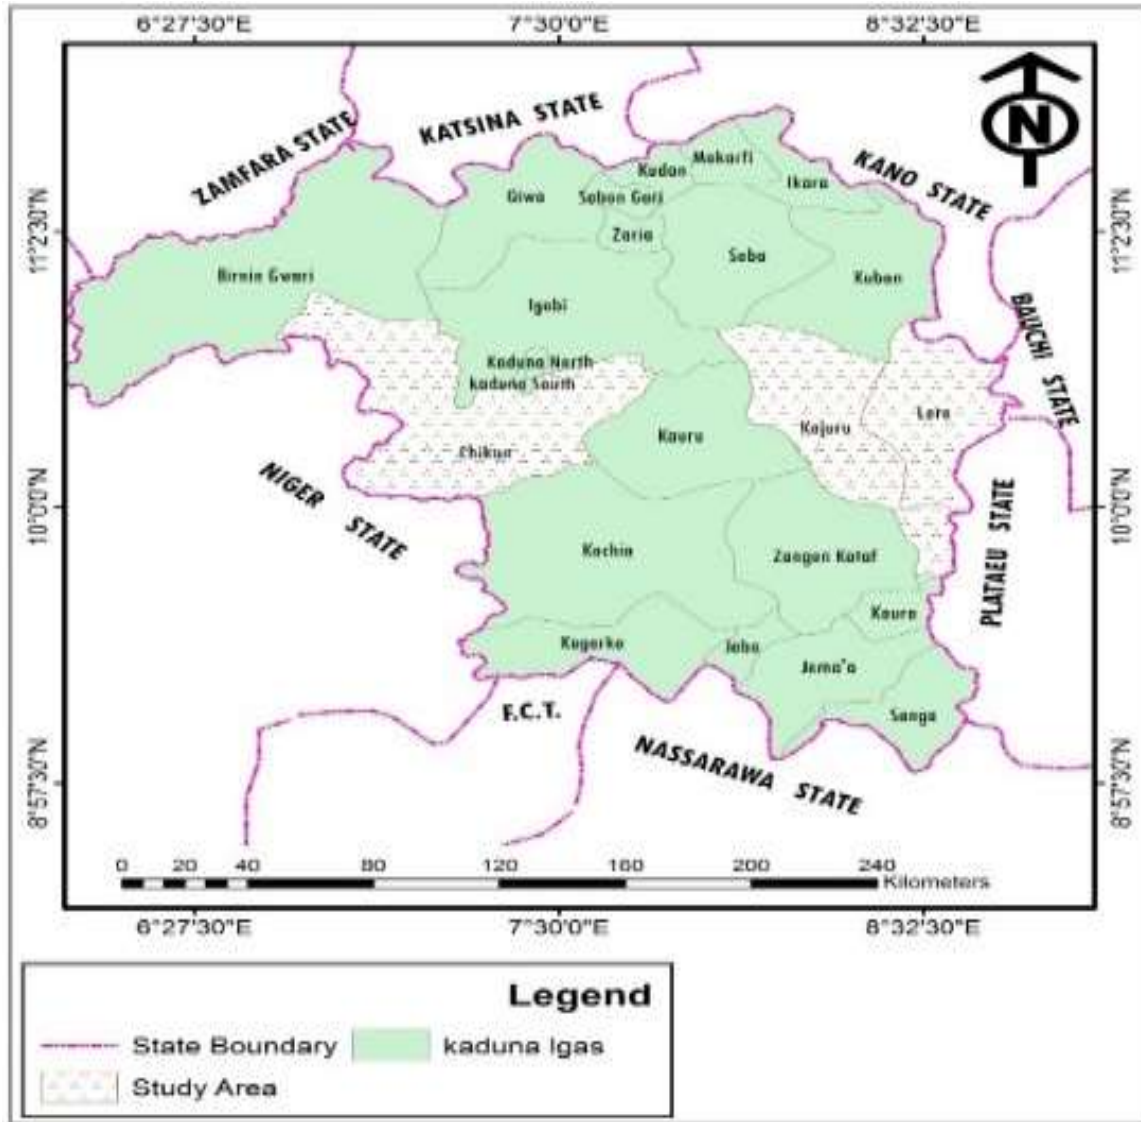 6°27'30"E 7°30'0"E 8°32'30"E
N
ZAMFARA STATE
KATSINA STATE
KANO STATE
BAUCHI STATE
PLATAEU STATE
NASSARAWA STATE
F.C.T.
NIGER STATE
11°2'30"N
10°0'0"N
8°57'30"N
11°2'30"N
10°0'0"N
8°57'30"N
Makarfi
Kudan
Ikara
Giwa
Sabon Gari
Zaria
Soba
Kuban
Birnin Gwari
Igabi
Kaduna North
kaduna South
Chikun
Kauru
Kajuru
Lere
Kachia
Zangon Kataf
Kaura
Kagarko
Jaba
Jema'a
Sanga
0 20 40 80 120 160 200 240
Kilometers
6°27'30"E 7°30'0"E 8°32'30"E
Legend
State Boundary
kaduna lgas
Study Area